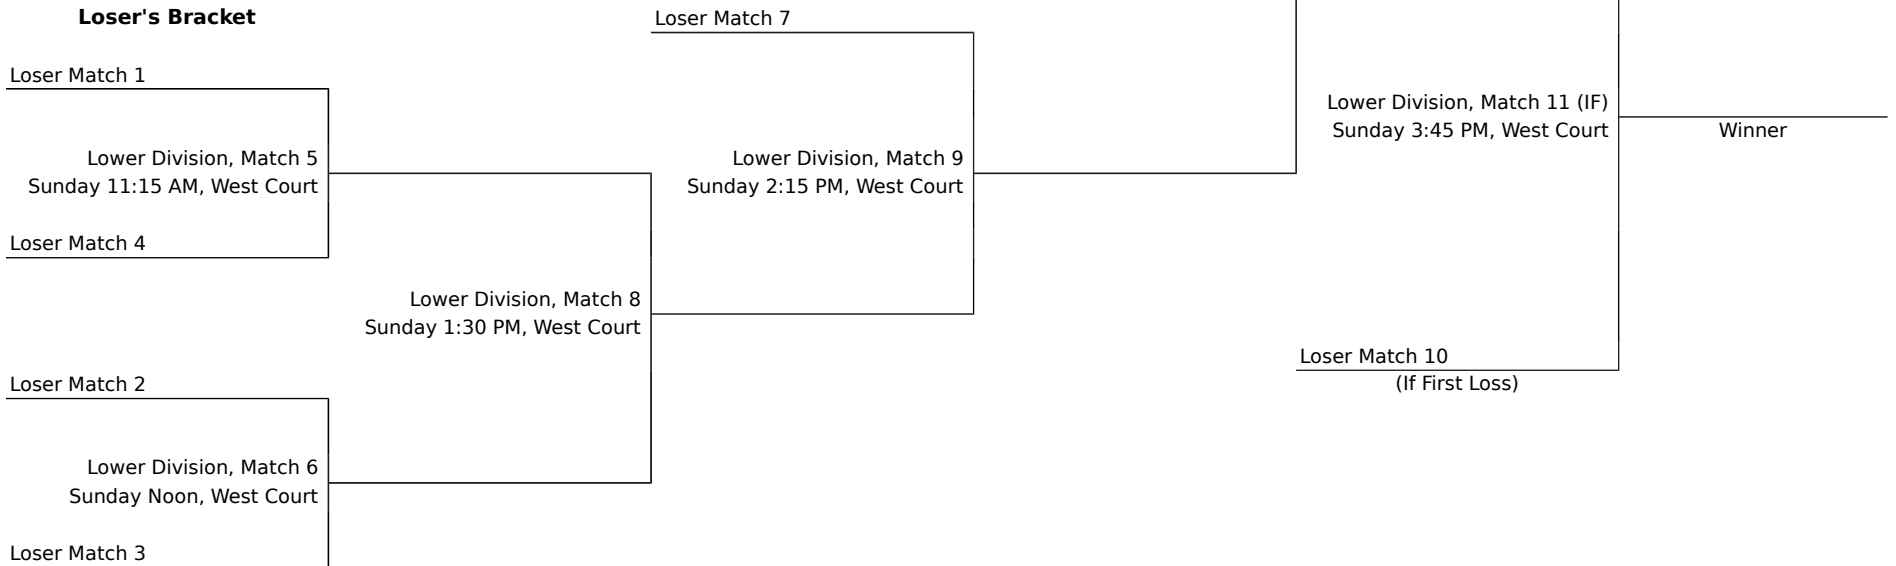 Loser's Bracket
Loser Match 7
Loser Match 1
Lower Division, Match 11 (IF)
Sunday 3:45 PM, West Court
Winner
Lower Division, Match 5
Sunday 11:15 AM, West Court
Lower Division, Match 9
Sunday 2:15 PM, West Court
Loser Match 4
Lower Division, Match 8
Sunday 1:30 PM, West Court
Loser Match 10
(If First Loss)
Loser Match 2
Lower Division, Match 6
Sunday Noon, West Court
Loser Match 3